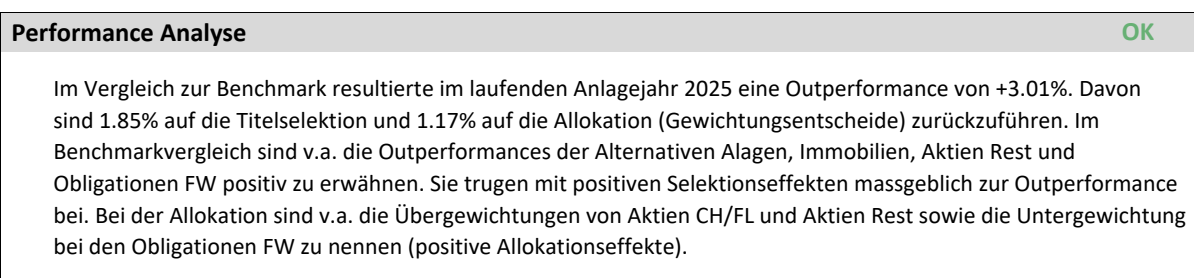 Performance Analyse OK
Im Vergleich zur Benchmark resultierte im laufenden Anlagejahr 2025 eine Outperformance von +3.01%. Davon
sind 1.85% auf die Titelselektion und 1.17% auf die Allokation (Gewichtungsentscheide) zurückzuführen. Im
Benchmarkvergleich sind v.a. die Outperformances der Alternativen Alagen, Immobilien, Aktien Rest und
Obligationen FW positiv zu erwähnen. Sie trugen mit positiven Selektionseffekten massgeblich zur Outperformance
bei. Bei der Allokation sind v.a. die Übergewichtungen von Aktien CH/FL und Aktien Rest sowie die Untergewichtung
bei den Obligationen FW zu nennen (positive Allokationseffekte).